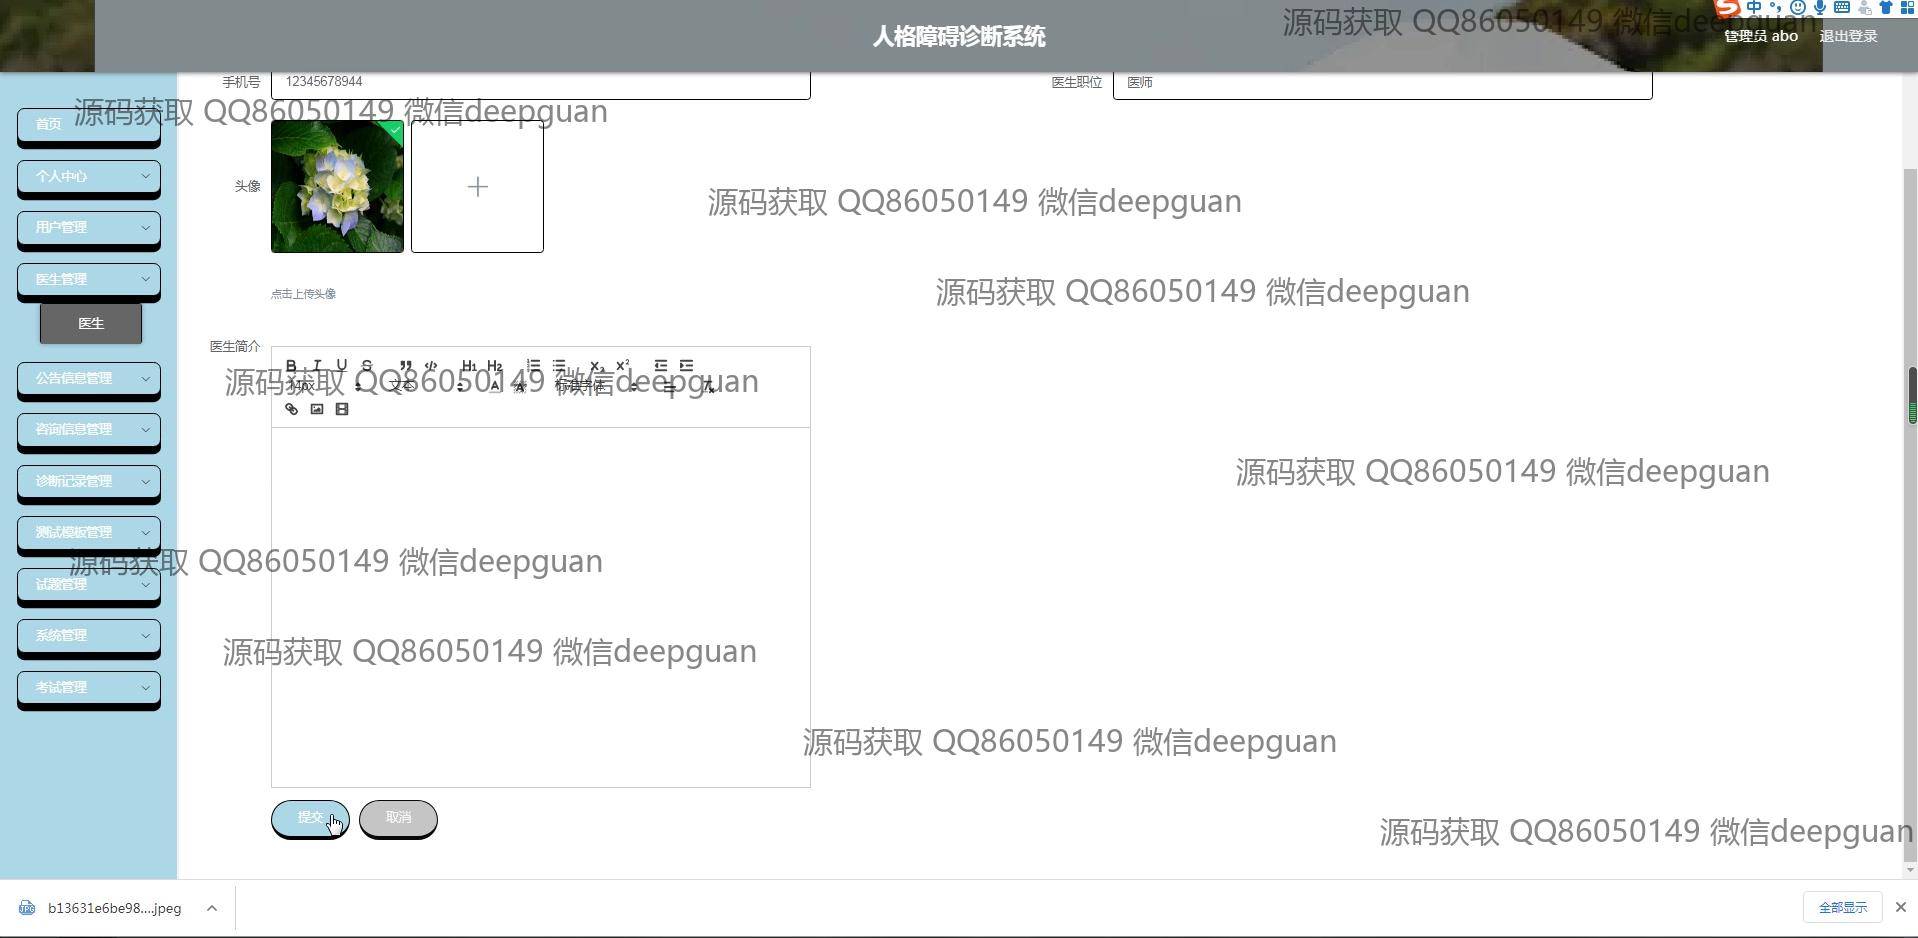 人格障碍诊断系统
源码获取 QQ86050149 微信deepguan
中
管理员 abo 退出登录
手机号 12345678944 医生职位 医师
源码获取 QQ86050149 微信deepguan
首页
个人中心
头像
源码获取 QQ86050149 微信deepguan
用户管理
医生管理
点击上传头像
源码获取 QQ86050149 微信deepguan
医生
医生简介
B I U S H1 H2 X2 X2
公告信息管理
源码获取 QQ86050149 微信deepguan
14px 文本 A A 标准字体 Tx
咨询信息管理
源码获取 QQ86050149 微信deepguan
诊断记录管理
测试模板管理
源码获取 QQ86050149 微信deepguan
试题管理
系统管理
源码获取 QQ86050149 微信deepguan
考试管理
源码获取 QQ86050149 微信deepguan
提交 取消
源码获取 QQ86050149 微信deepguan
b13631e6be98....jpeg 全部显示